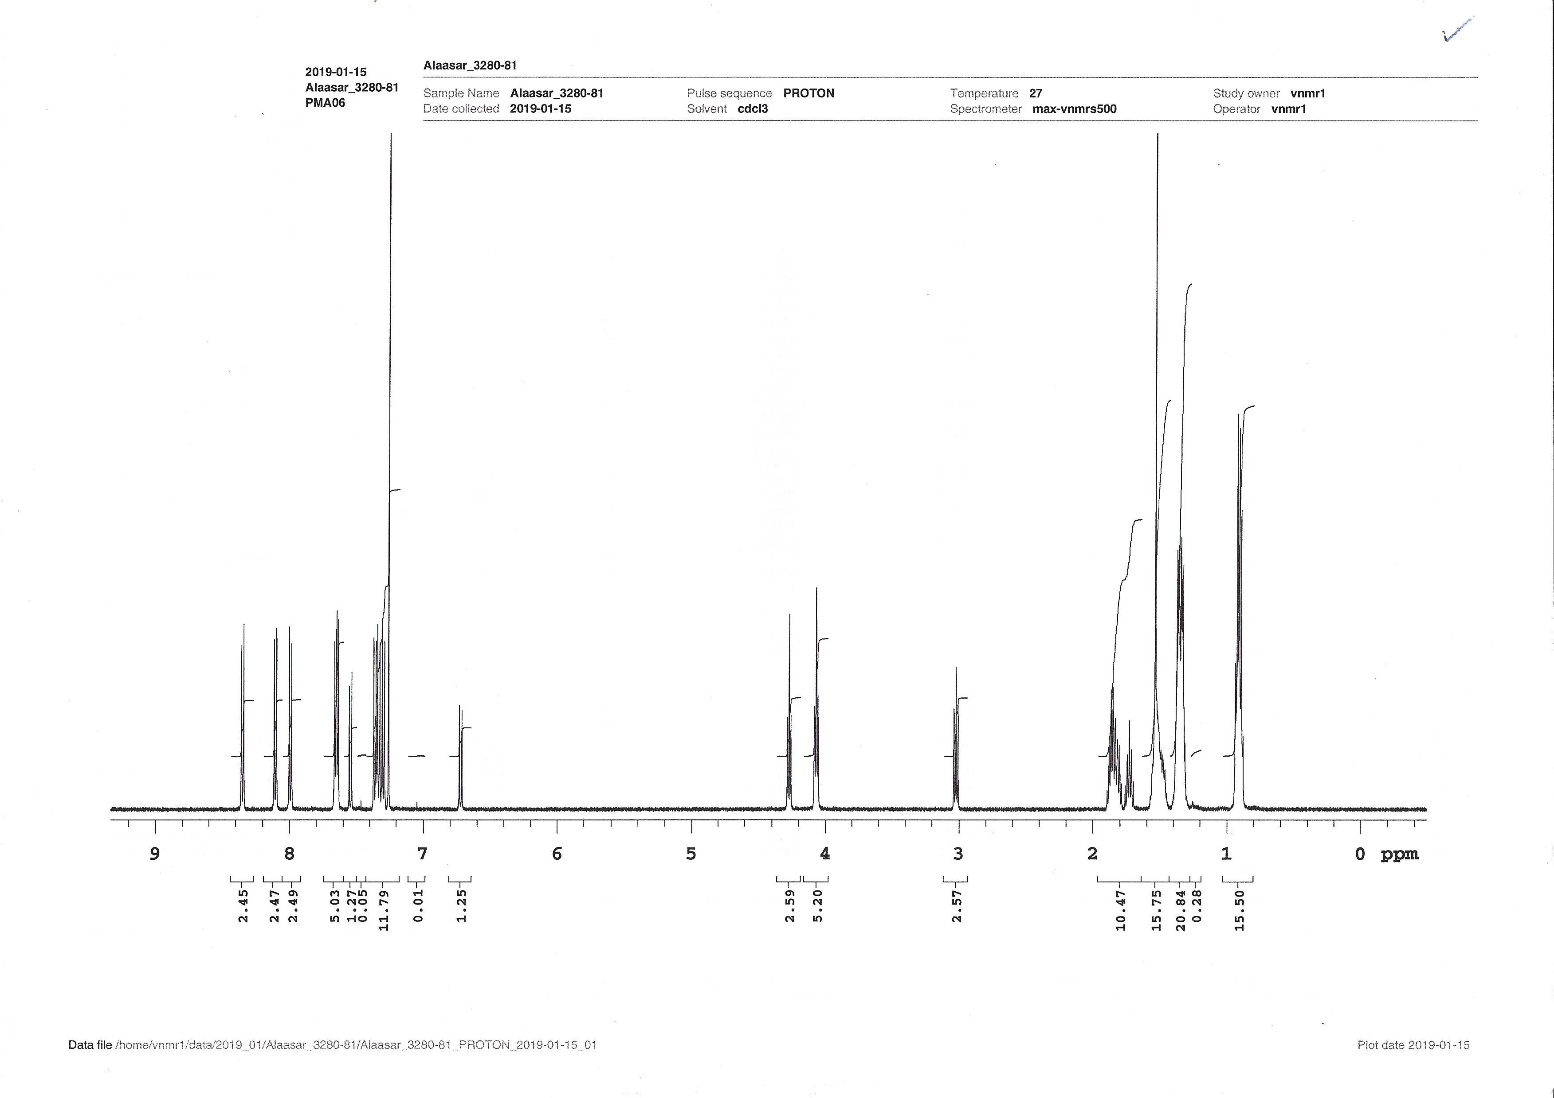 2019-01-15
Alaasar_3280-81
PMA06
Alaasar_3280-81
Sample Name Alaasar_3280-81 Pulse sequence PROTON Temperature 27 Study owner vnmr1
Date collected 2019-01-15 Solvent cdcl3 Spectrometer max-vnmrs500 Operator vnmr1
9 8 7 6 5 4 3 2 1 0 ppm
2.45 2.47 2.49 5.03 1.27 0.05 11.79 0.01 1.25 2.59 5.20 2.57 10.47 15.75 20.84 0.28 15.50
Data file /home/vnmr1/data/2019_01/Alaasar_3280-81/Alaasar_3280-81_PROTON_2019-01-15_01
Plot date 2019-01-15